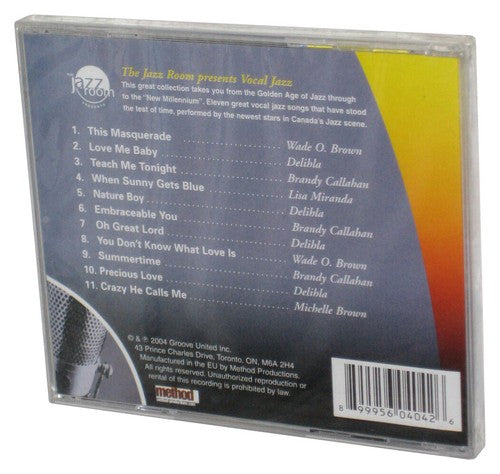 the
jazz
room
PRESENTS
The Jazz Room presents Vocal Jazz
This great collection takes you from the Golden Age of Jazz through
to the "New Millennium". Eleven great vocal jazz songs that have stood
the test of time, performed by the newest stars in Canada's Jazz scene.
1. This Masquerade Wade O. Brown
2. Love Me Baby Delihla
3. Teach Me Tonight Brandy Callahan
4. When Sunny Gets Blue Lisa Miranda
5. Nature Boy Delihla
6. Embraceable You Brandy Callahan
7 Oh Great Lord Delihla
8. You Don't Know What Love Is Wade O. Brown
9. Summertime Brandy Callahan
10. Precious Love Delihla
11. Crazy He Calls Me Michelle Brown
© & ℗ 2004 Groove United Inc.
43 Prince Charles Drive, Toronto, ON, M6A 2H4
Manufactured in the EU by Method Productions.
All rights reserved. Unauthorized reproduction or
rental of this recording is prohibited by law.
method
8 99956 04042 6